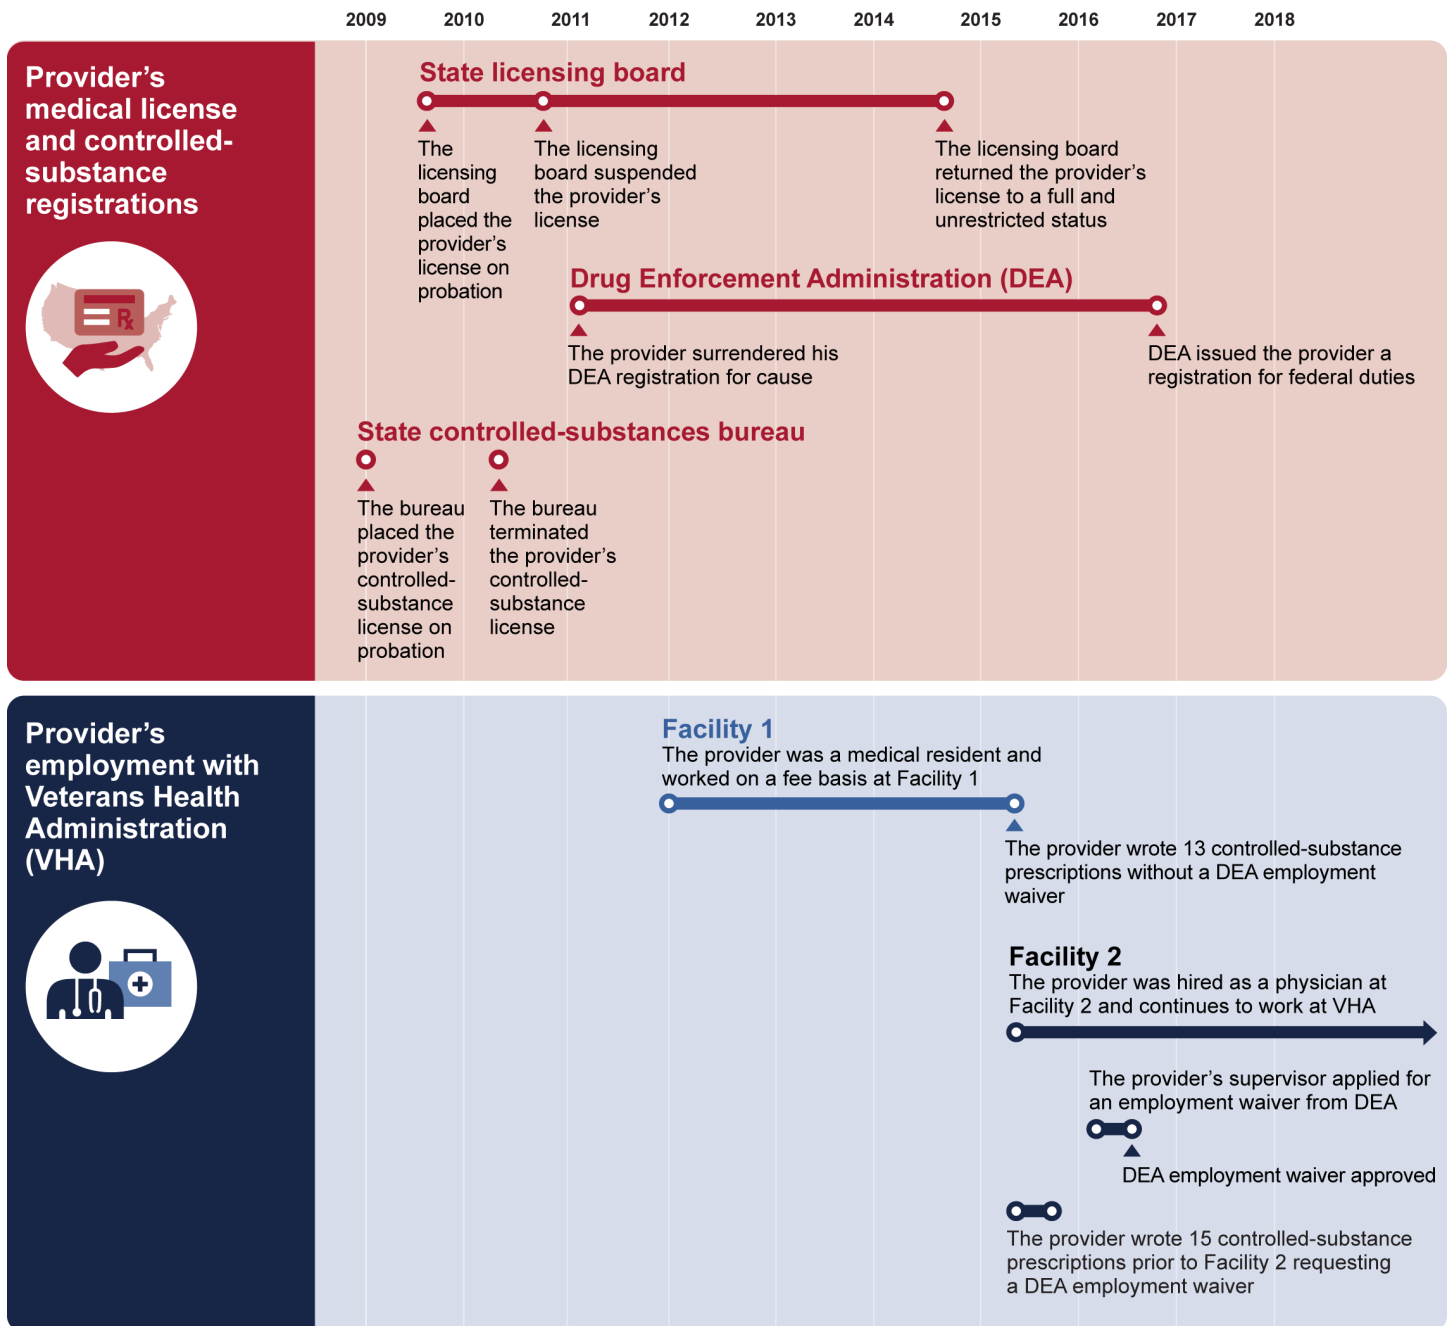 2009 2010 2011 2012 2013 2014 2015 2016 2017 2018
Provider’s
medical license
and controlled-
substance
registrations
Rx
State licensing board
The
licensing
board
placed the
provider’s
license on
probation
The licensing
board suspended
the provider’s
license
The licensing board
returned the provider’s
license to a full and
unrestricted status
Drug Enforcement Administration (DEA)
The provider surrendered his
DEA registration for cause
DEA issued the provider a
registration for federal duties
State controlled-substances bureau
The bureau
placed the
provider’s
controlled-
substance
license on
probation
The bureau
terminated
the provider’s
controlled-
substance
license
Provider’s
employment with
Veterans Health
Administration
(VHA)
Facility 1
The provider was a medical resident and
worked on a fee basis at Facility 1
The provider wrote 13 controlled-substance
prescriptions without a DEA employment
waiver
Facility 2
The provider was hired as a physician at
Facility 2 and continues to work at VHA
The provider’s supervisor applied for
an employment waiver from DEA
DEA employment waiver approved
The provider wrote 15 controlled-substance
prescriptions prior to Facility 2 requesting
a DEA employment waiver